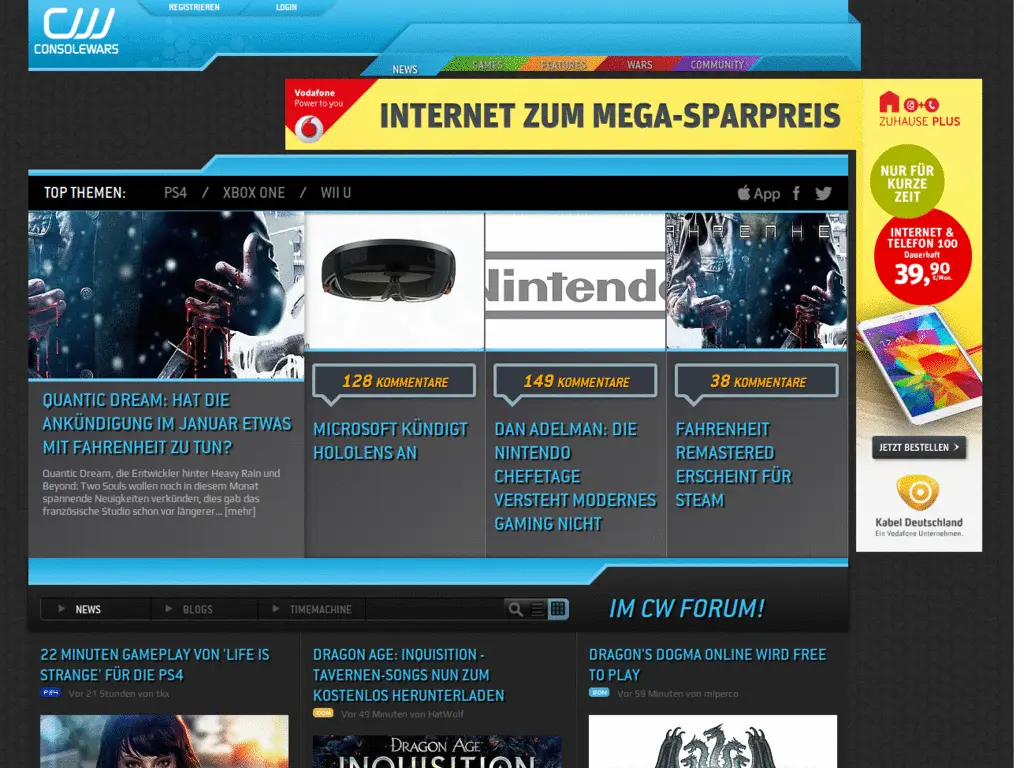 REGISTRIEREN
LOGIN
CW
CONSOLEWARS
NEWS
GAMES
FEATURES
WARS
COMMUNITY
Vodafone
Power to you
INTERNET ZUM MEGA-SPARPREIS
ZUHAUSE PLUS
NUR FÜR
KURZE
ZEIT
INTERNET &
TELEFON 100
Dauerhaft
39,90
€/Mon.
JETZT BESTELLEN
Kabel Deutschland
Ein Vodafone Unternehmen.
TOP THEMEN:
PS4 / XBOX ONE / WII U
App
Nintendo
128 KOMMENTARE
149 KOMMENTARE
38 KOMMENTARE
QUANTIC DREAM: HAT DIE
ANKÜNDIGUNG IM JANUAR ETWAS
MIT FAHRENHEIT ZU TUN?
Quantic Dream, die Entwickler hinter Heavy Rain und
Beyond: Two Souls wollen noch in diesem Monat
spannende Neuigkeiten verkünden, dies gab das
französische Studio schon vor längerer... [mehr]
MICROSOFT KÜNDIGT
HOLOLENS AN
DAN ADELMAN: DIE
NINTENDO
CHEFETAGE
VERSTEHT MODERNES
GAMING NICHT
FAHRENHEIT
REMASTERED
ERSCHEINT FÜR
STEAM
NEWS
BLOGS
TIMEMACHINE
IM CW FORUM!
22 MINUTEN GAMEPLAY VON 'LIFE IS
STRANGE' FÜR DIE PS4
PS4 Vor 21 Stunden von tkx
DRAGON AGE: INQUISITION -
TAVERNEN-SONGS NUN ZUM
KOSTENLOS HERUNTERLADEN
Vor 49 Minuten von HatWolf
DRAGON AGE
INQUISITION
DRAGON'S DOGMA ONLINE WIRD FREE
TO PLAY
Vor 59 Minuten von mlperco